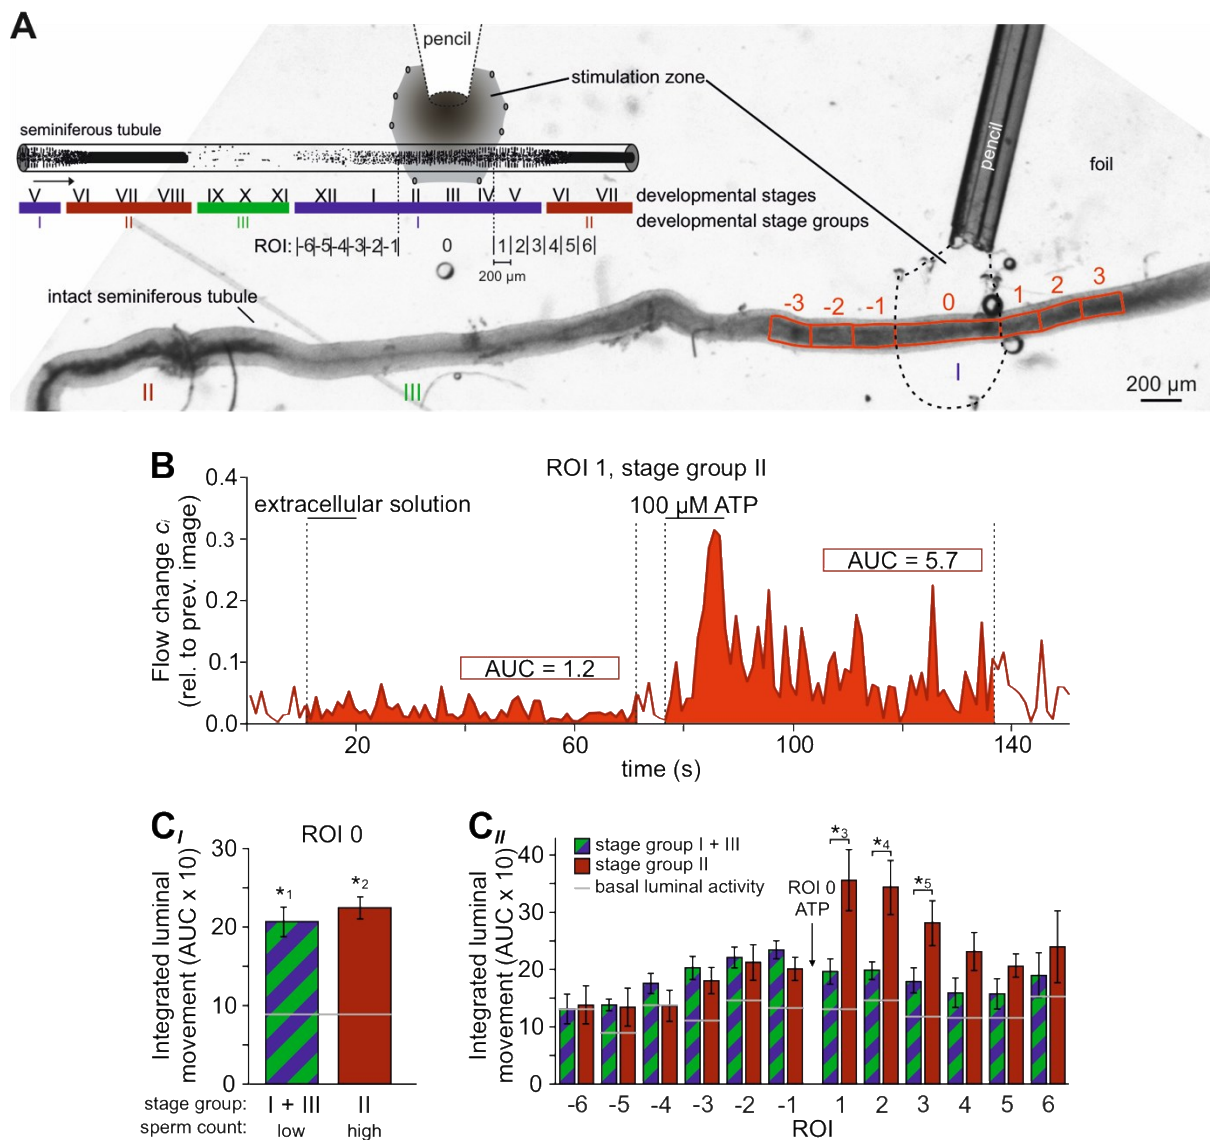 A
pencil
stimulation zone
seminiferous tubule
pencil
foil
V VI VII VIII IX X XI XII I II III IV V VI VII
developmental stages
I II III I II
developmental stage groups
ROI: -6 -5 -4 -3 -2 -1 0 1 2 3 4 5 6
200 µm
intact seminiferous tubule
-3 -2 -1 0 1 2 3
II
III
I
200 µm
B
ROI 1, stage group II
extracellular solution
100 µM ATP
AUC = 1.2
AUC = 5.7
Flow change ci
(rel. to prev. image)
0.4
0.3
0.2
0.1
0.0
20 60 100 140
time (s)
CI
ROI 0
Integrated luminal
movement (AUC x 10)
30
20
10
0
*1
*2
stage group: I + III II
sperm count: low high
CII
stage group I + III
stage group II
basal luminal activity
ROI 0
ATP
*3
*4
*5
Integrated luminal
movement (AUC x 10)
40
30
20
10
0
-6 -5 -4 -3 -2 -1 1 2 3 4 5 6
ROI